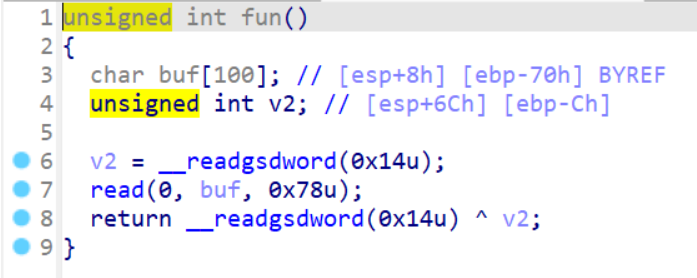 1 unsigned int fun()
2 {
3 char buf[100]; // [esp+8h] [ebp-70h] BYREF
4 unsigned int v2; // [esp+6Ch] [ebp-Ch]
5
6 v2 = __readgsdword(0x14u);
7 read(0, buf, 0x78u);
8 return __readgsdword(0x14u) ^ v2;
9 }